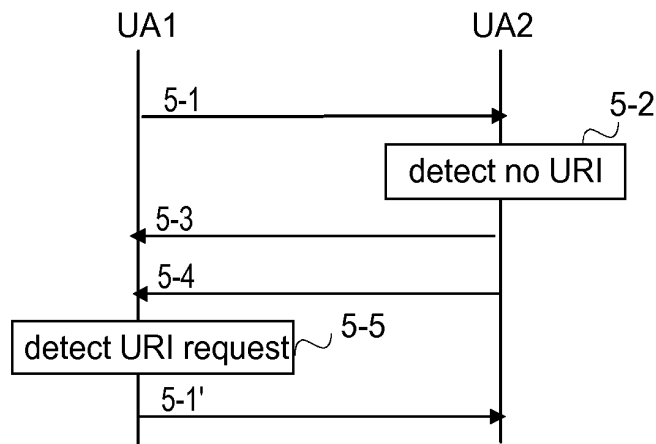 UA1
UA2
5-1
5-2
detect no URI
5-3
5-4
5-5
detect URI request
5-1'